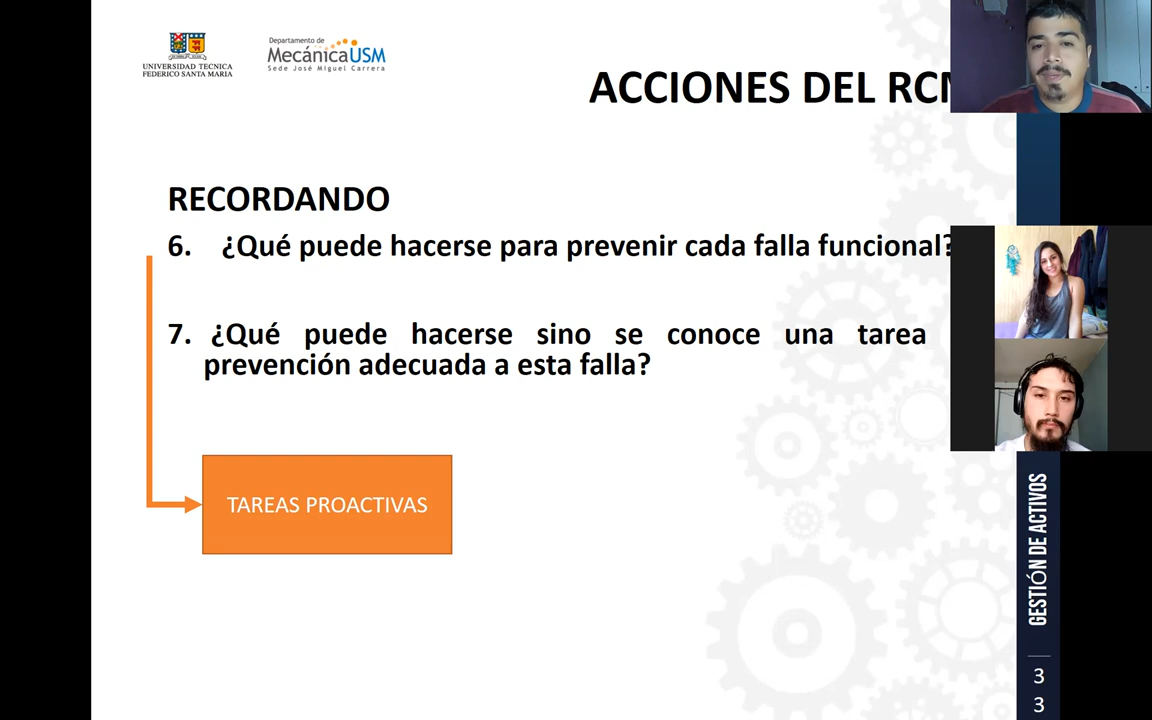 UNIVERSIDAD TECNICA
FEDERICO SANTA MARIA
Departamento de
MecánicaUSM
Sede José Miguel Carrera
ACCIONES DEL RCM
RECORDANDO
6. ¿Qué puede hacerse para prevenir cada falla funcional?
7. ¿Qué puede hacerse sino se conoce una tarea
prevención adecuada a esta falla?
TAREAS PROACTIVAS
GESTIÓN DE ACTIVOS
3
3